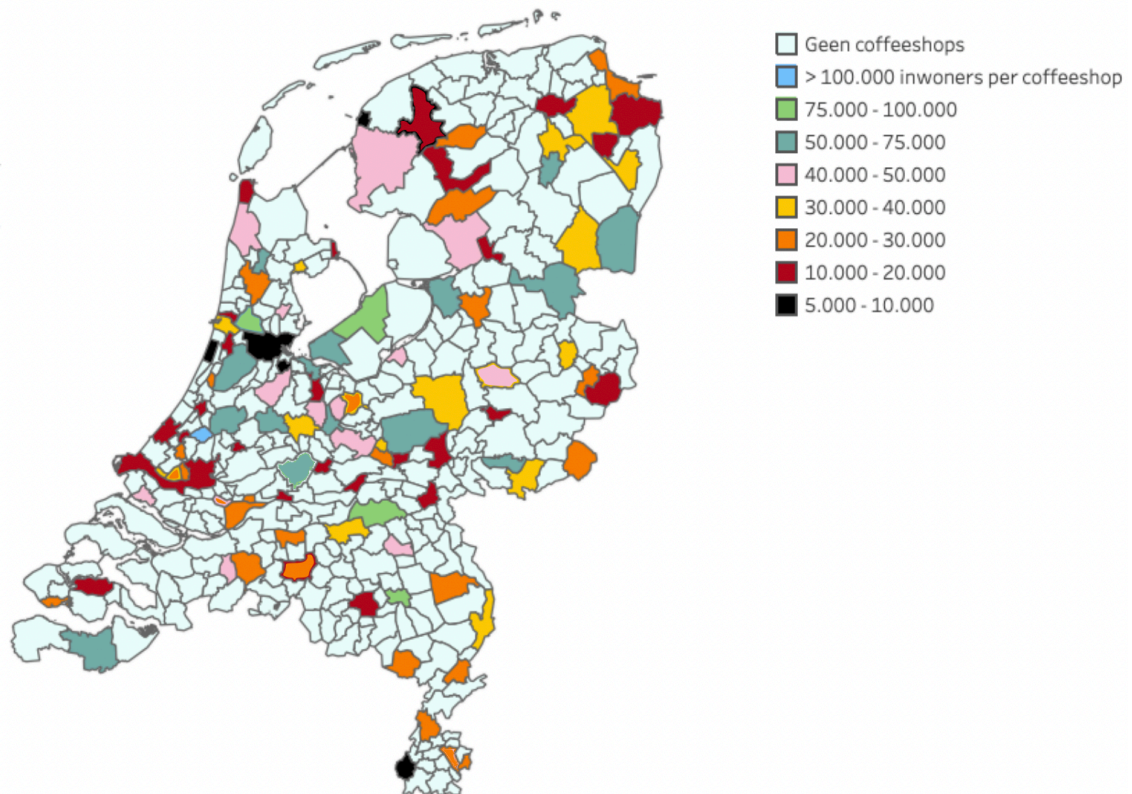 Geen coffeeshops
> 100.000 inwoners per coffeeshop
75.000 - 100.000
50.000 - 75.000
40.000 - 50.000
30.000 - 40.000
20.000 - 30.000
10.000 - 20.000
5.000 - 10.000